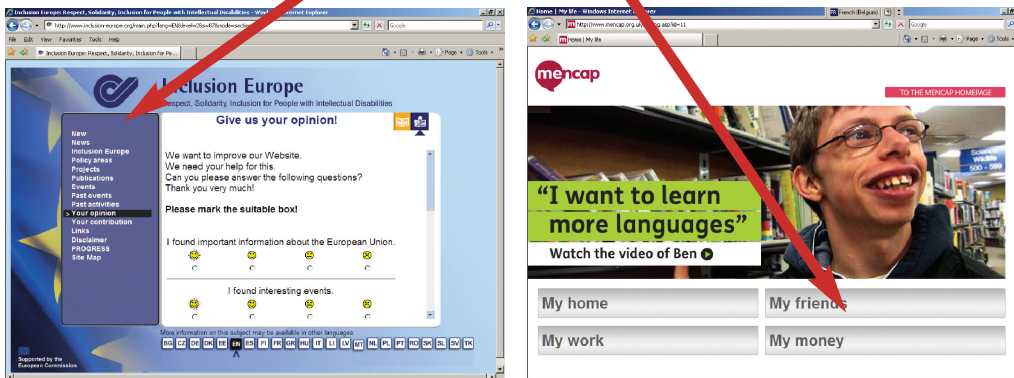 Inclusion Europe: Respect, Solidarity, Inclusion for People with Intellectual Disabilities - Windows Internet Explorer
http://www.inclusion-europe.org/main.php?lang=EN&level=2&s=87&mode=section
Google
File Edit View Favorites Tools Help
Inclusion Europe: Respect, Solidarity, Inclusion for Pe...
Page
Tools
Inclusion Europe
Respect, Solidarity, Inclusion for People with Intellectual Disabilities
New
News
Inclusion Europe
Policy areas
Projects
Publications
Events
Past events
Past activities
> Your opinion
Your contribution
Links
Disclaimer
PROGRESS
Site Map
Give us your opinion!
We want to improve our Website.
We need your help for this.
Can you please answer the following questions?
Thank you very much!
Please mark the suitable box!
I found important information about the European Union.
I found interesting events.
More information on this subject may be available in other languages.
BG CZ DE DK EE EN ES FI FR GR HU IT LI LV MT NL PL PT RO SK SL SV TK
Supported by the
European Commission
Home | My life - Windows Internet Explorer
French (Belgium)
http://www.mencap.org.uk
.asp?id=11
Google
Home | My life
Page
Tools
mencap
TO THE MENCAP HOMEPAGE
Science
Wildlife
500 - 599
“I want to learn
more languages”
Watch the video of Ben
My home
My friends
My work
My money